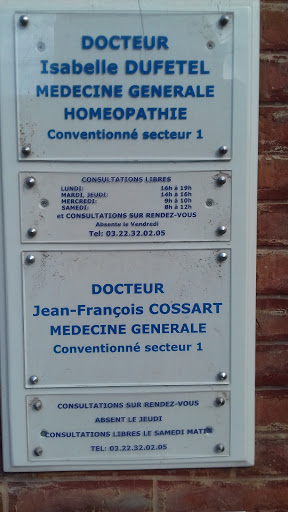 DOCTEUR
Isabelle DUFETEL
MEDECINE GENERALE
HOMEOPATHIE
Conventionné secteur 1
CONSULTATIONS LIBRES
LUNDI: 16h à 19h
MARDI, JEUDI: 14h à 16h
MERCREDI: 9h à 10h
SAMEDI: 8h à 12h
et CONSULTATIONS SUR RENDEZ-VOUS
Absente le Vendredi
Tel: 03.22.32.02.05
DOCTEUR
Jean-François COSSART
MEDECINE GENERALE
Conventionné secteur 1
CONSULTATIONS SUR RENDEZ-VOUS
ABSENT LE JEUDI
CONSULTATIONS LIBRES LE SAMEDI MATIN
TEL: 03.22.32.02.05